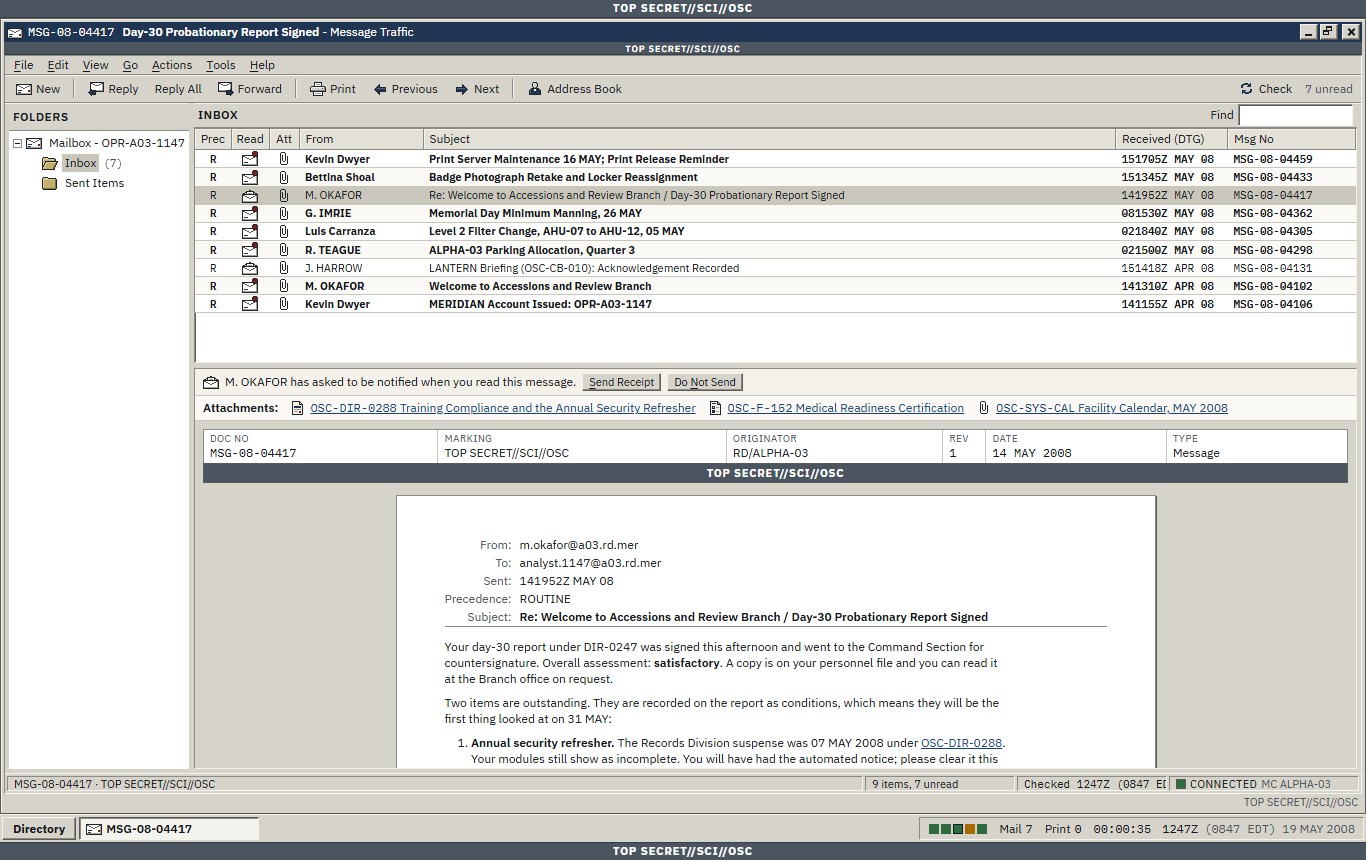 TOP SECRET//SCI//OSC
MSG-08-04417 Day-30 Probationary Report Signed - Message Traffic
TOP SECRET//SCI//OSC
File Edit View Go Actions Tools Help
New Reply Reply All Forward Print Previous Next Address Book Check 7 unread
FOLDERS
Mailbox - OPR-A03-1147
Inbox (7)
Sent Items
INBOX Find
Prec Read Att From Subject Received (DTG) Msg No
R Kevin Dwyer Print Server Maintenance 16 MAY; Print Release Reminder 151705Z MAY 08 MSG-08-04459
R Bettina Shoal Badge Photograph Retake and Locker Reassignment 151345Z MAY 08 MSG-08-04433
R M. OKAFOR Re: Welcome to Accessions and Review Branch / Day-30 Probationary Report Signed 141952Z MAY 08 MSG-08-04417
R G. IMRIE Memorial Day Minimum Manning, 26 MAY 081530Z MAY 08 MSG-08-04362
R Luis Carranza Level 2 Filter Change, AHU-07 to AHU-12, 05 MAY 021840Z MAY 08 MSG-08-04305
R R. TEAGUE ALPHA-03 Parking Allocation, Quarter 3 021500Z MAY 08 MSG-08-04298
R J. HARROW LANTERN Briefing (OSC-CB-010): Acknowledgement Recorded 151418Z APR 08 MSG-08-04131
R M. OKAFOR Welcome to Accessions and Review Branch 141310Z APR 08 MSG-08-04102
R Kevin Dwyer MERIDIAN Account Issued: OPR-A03-1147 141155Z APR 08 MSG-08-04106
M. OKAFOR has asked to be notified when you read this message. Send Receipt Do Not Send
Attachments: OSC-DIR-0288 Training Compliance and the Annual Security Refresher OSC-F-152 Medical Readiness Certification OSC-SYS-CAL Facility Calendar, MAY 2008
DOC NO MARKING ORIGINATOR REV DATE TYPE
MSG-08-04417 TOP SECRET//SCI//OSC RD/ALPHA-03 1 14 MAY 2008 Message
TOP SECRET//SCI//OSC
From: m.okafor@a03.rd.mer
To: analyst.1147@a03.rd.mer
Sent: 141952Z MAY 08
Precedence: ROUTINE
Subject: Re: Welcome to Accessions and Review Branch / Day-30 Probationary Report Signed
Your day-30 report under DIR-0247 was signed this afternoon and went to the Command Section for
countersignature. Overall assessment: satisfactory. A copy is on your personnel file and you can read it
at the Branch office on request.
Two items are outstanding. They are recorded on the report as conditions, which means they will be the
first thing looked at on 31 MAY:
1. Annual security refresher. The Records Division suspense was 07 MAY 2008 under OSC-DIR-0288.
Your modules still show as incomplete. You will have had the automated notice; please clear it this
MSG-08-04417 · TOP SECRET//SCI//OSC 9 items, 7 unread Checked 1247Z (0847 ED CONNECTED MC ALPHA-03
TOP SECRET//SCI//OSC
Directory MSG-08-04417 Mail 7 Print 0 00:00:35 1247Z (0847 EDT) 19 MAY 2008
TOP SECRET//SCI//OSC